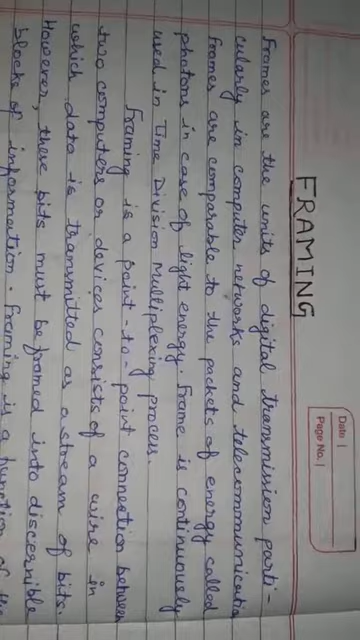 Date |
Page No. |
FRAMING
Frames are the units of digital transmission parti-
cularly in computer networks and telecommunicatio
Frames are comparable to the packets of energy called
photons in case of light energy. Frame is continuously
used in Time Division Multiplexing process.
Framing is a point-to-point connection between
two computers or devices consists of a wire in
which data is transmitted as a stream of bits.
However, these bits must be framed into discernible
blocks of information. Framing is a function of the